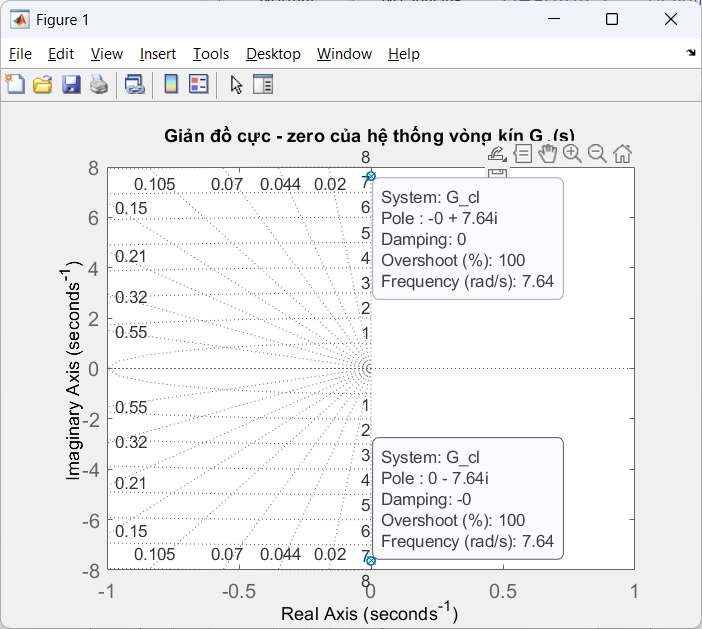 Figure 1
File Edit View Insert Tools Desktop Window Help
Giản đồ cực - zero của hệ thống vòng kín G (s)
8
8
0.105 0.07 0.044 0.02 7
0.15 6
6
5
0.21 4
4
0.32 3
2
2
0.55 1
0
0.55 1
-2
2
0.32 3
-4
0.21 4
5
-6
0.15 6
0.105 0.07 0.044 0.02 7
-8
8
-1 -0.5 0 0.5 1
Real Axis (seconds-1)
Imaginary Axis (seconds-1)
System: G_cl
Pole : -0 + 7.64i
Damping: 0
Overshoot (%): 100
Frequency (rad/s): 7.64
System: G_cl
Pole : 0 - 7.64i
Damping: -0
Overshoot (%): 100
Frequency (rad/s): 7.64